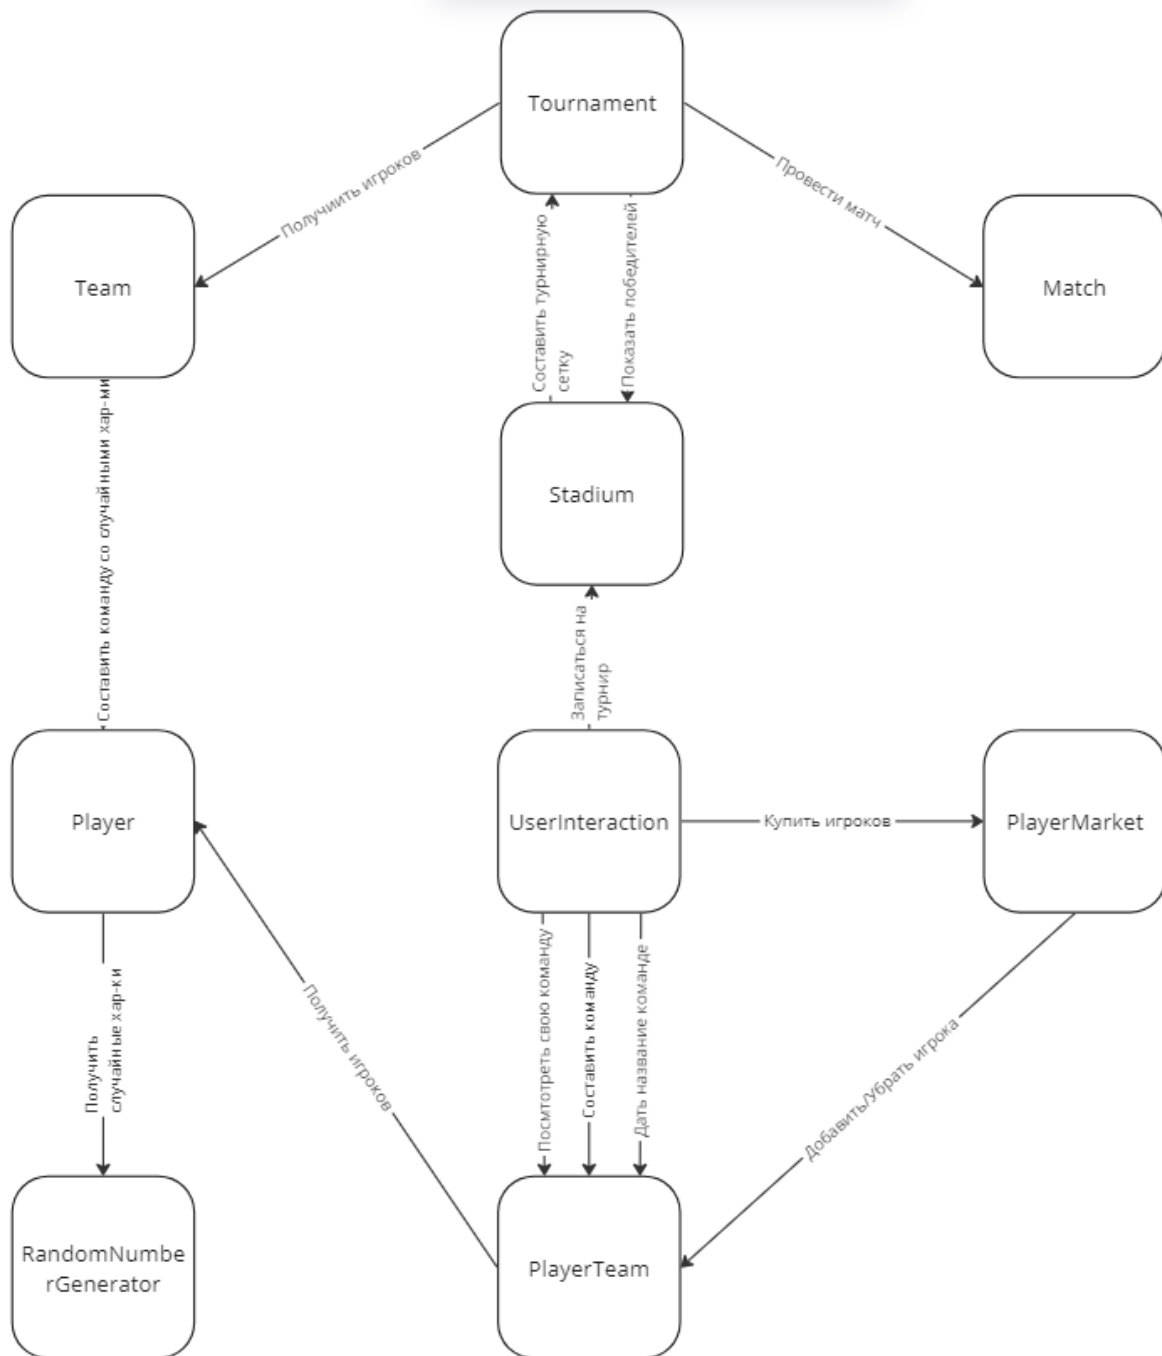 Tournament
Получиить игроков
Провести матч
Team
Составить турнирную
сетку
Показать победителей
Match
Составить команду со случайными хар-ми
Stadium
Записаться на
турнир
Player
UserInteraction
Купить игроков
PlayerMarket
Получить
случайные хар-ки
Получить игроков
Посмтотреть свою команду
Составить команду
Дать название команде
Добавить/Убрать игрока
RandomNumbe
rGenerator
PlayerTeam